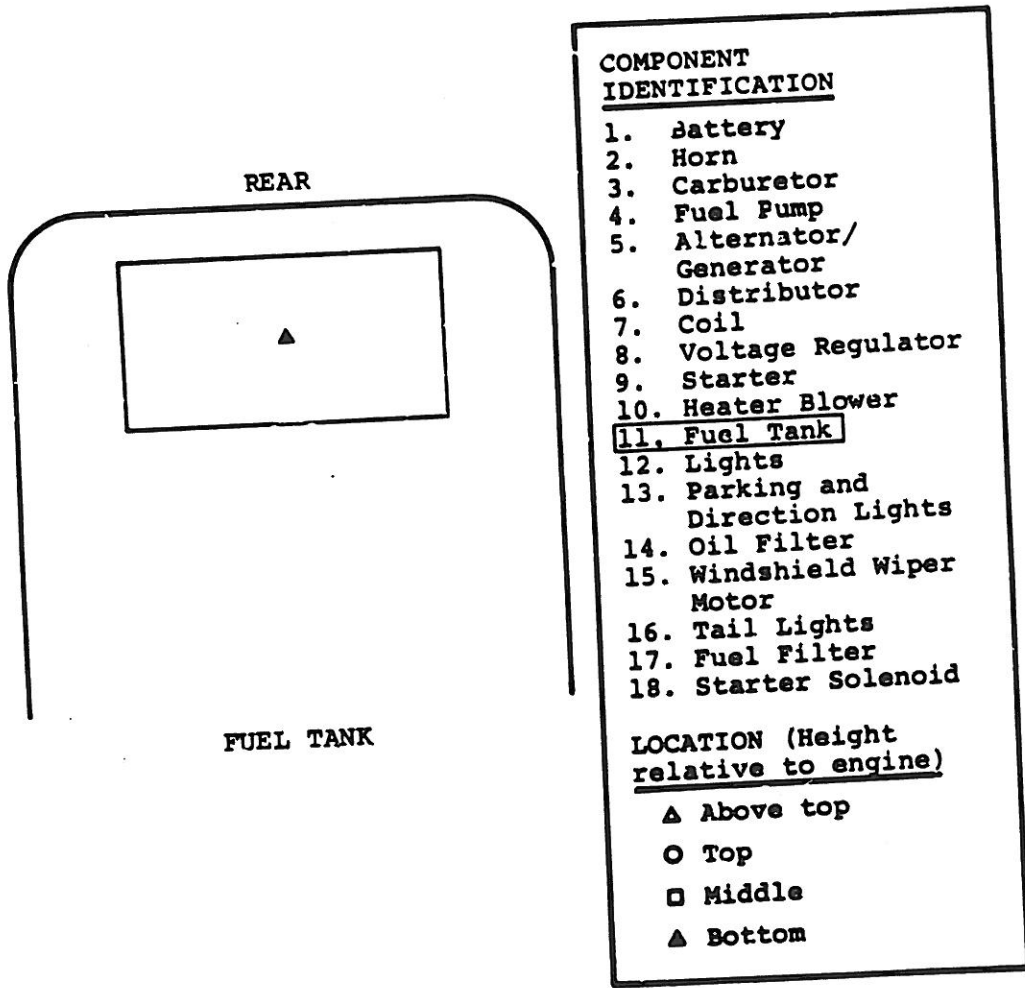 REAR
FUEL TANK
COMPONENT
IDENTIFICATION
1. Battery
2. Horn
3. Carburetor
4. Fuel Pump
5. Alternator/
Generator
6. Distributor
7. Coil
8. Voltage Regulator
9. Starter
10. Heater Blower
11, Fuel Tank
12. Lights
13. Parking and
Direction Lights
14. Oil Filter
15. Windshield Wiper
Motor
16. Tail Lights
17. Fuel Filter
18. Starter Solenoid
LOCATION (Height
relative to engine)
Above top
Top
Middle
Bottom